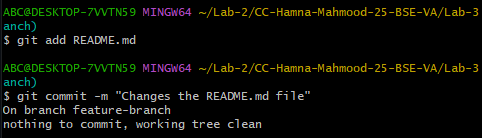 ABC@DESKTOP-7VVTN59 MINGW64 ~/Lab-2/CC-Hamna-Mahmood-25-BSE-VA/Lab-3
anch)
$ git add README.md
ABC@DESKTOP-7VVTN59 MINGW64 ~/Lab-2/CC-Hamna-Mahmood-25-BSE-VA/Lab-3
anch)
$ git commit -m "Changes the README.md file"
On branch feature-branch
nothing to commit, working tree clean